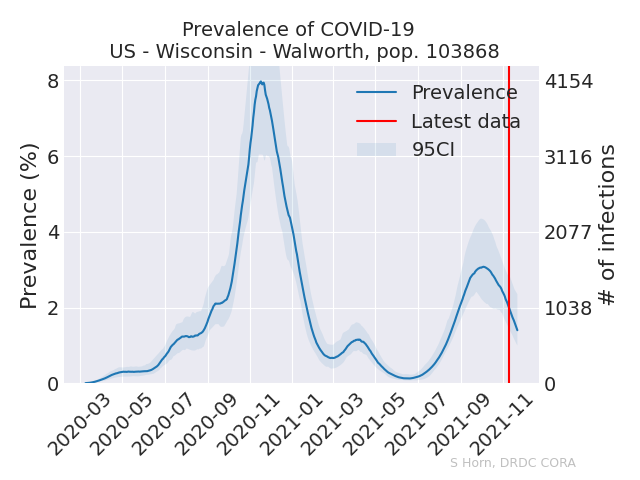 Prevalence of COVID-19
US - Wisconsin - Walworth, pop. 103868
Prevalence (%)
8
6
4
2
0
Prevalence
Latest data
95CI
4154
3116
2077
1038
0
# of infections
2020-03
2020-05
2020-07
2020-09
2020-11
2021-01
2021-03
2021-05
2021-07
2021-09
2021-11
S Horn, DRDC CORA